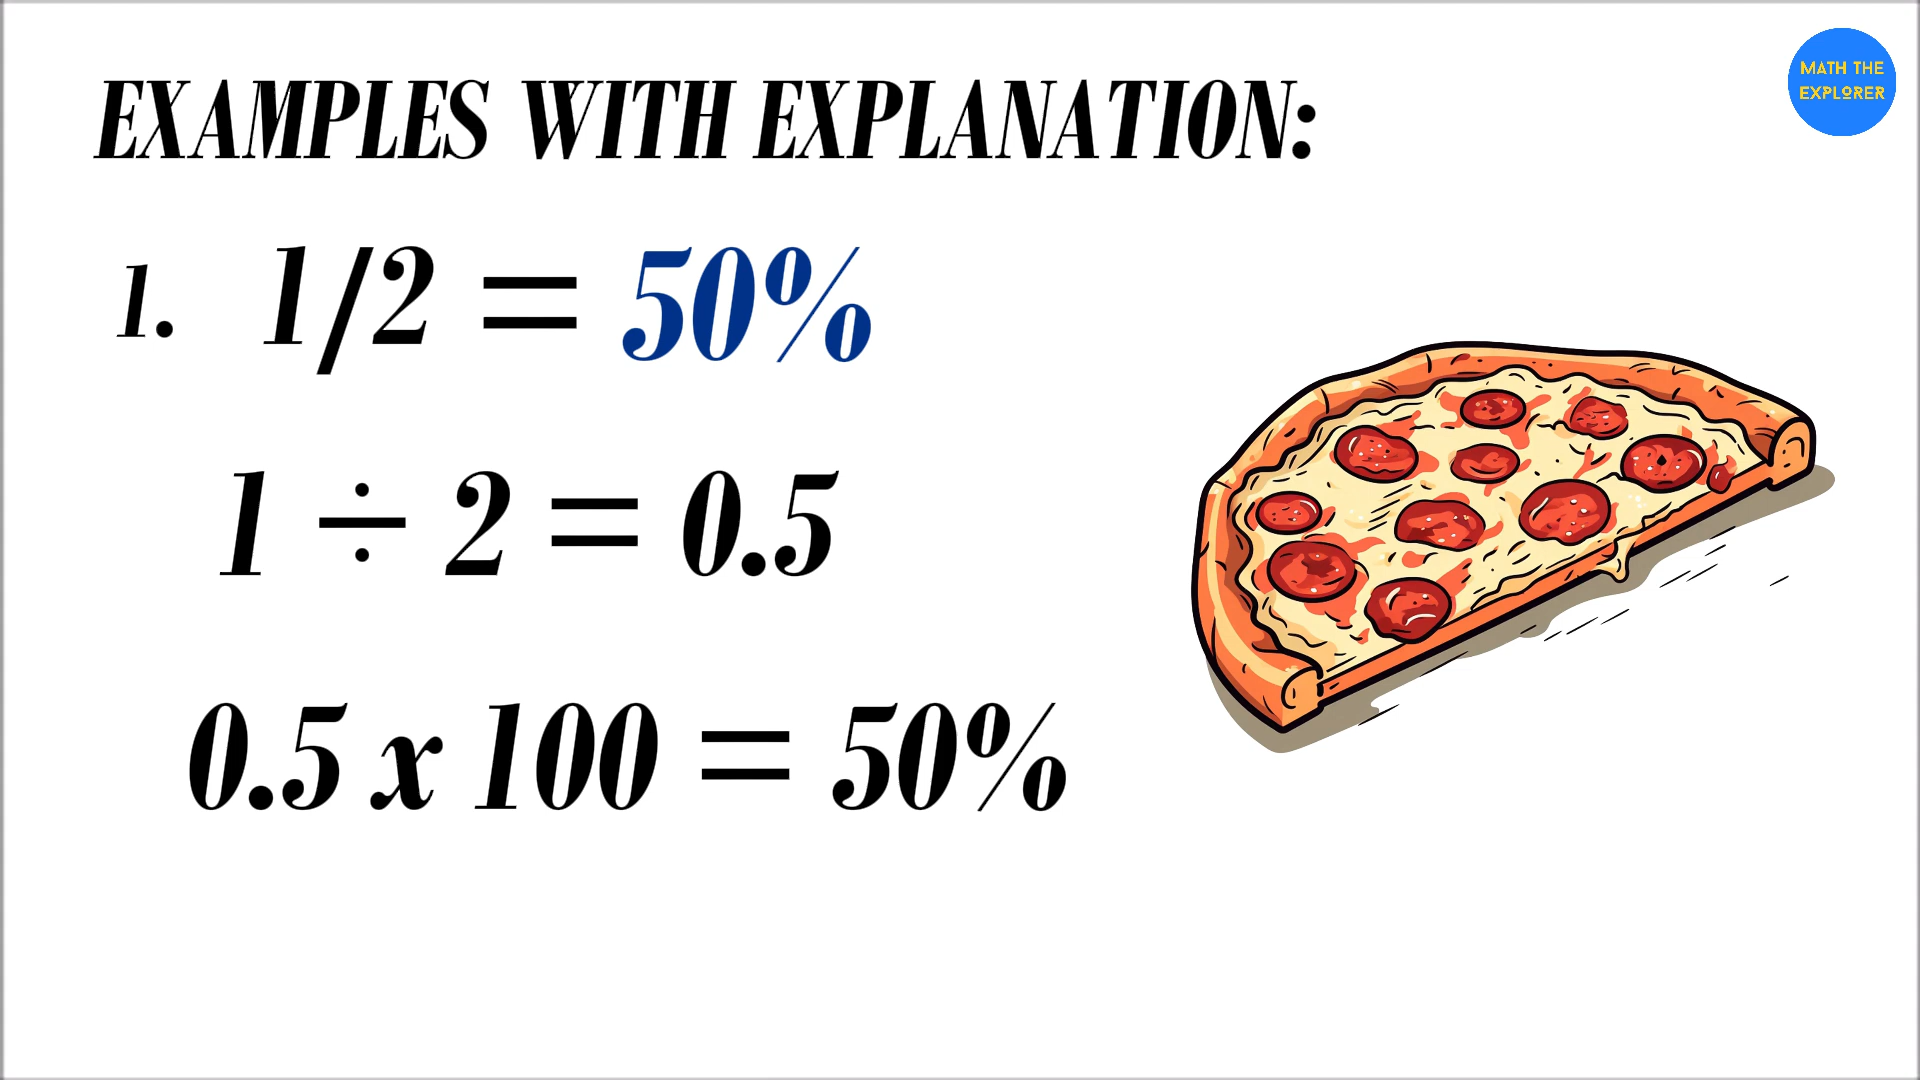 EXAMPLES WITH EXPLANATION:
MATH THE
EXPLORER
1. 1/2 = 50%
1 ÷ 2 = 0.5
0.5 x 100 = 50%